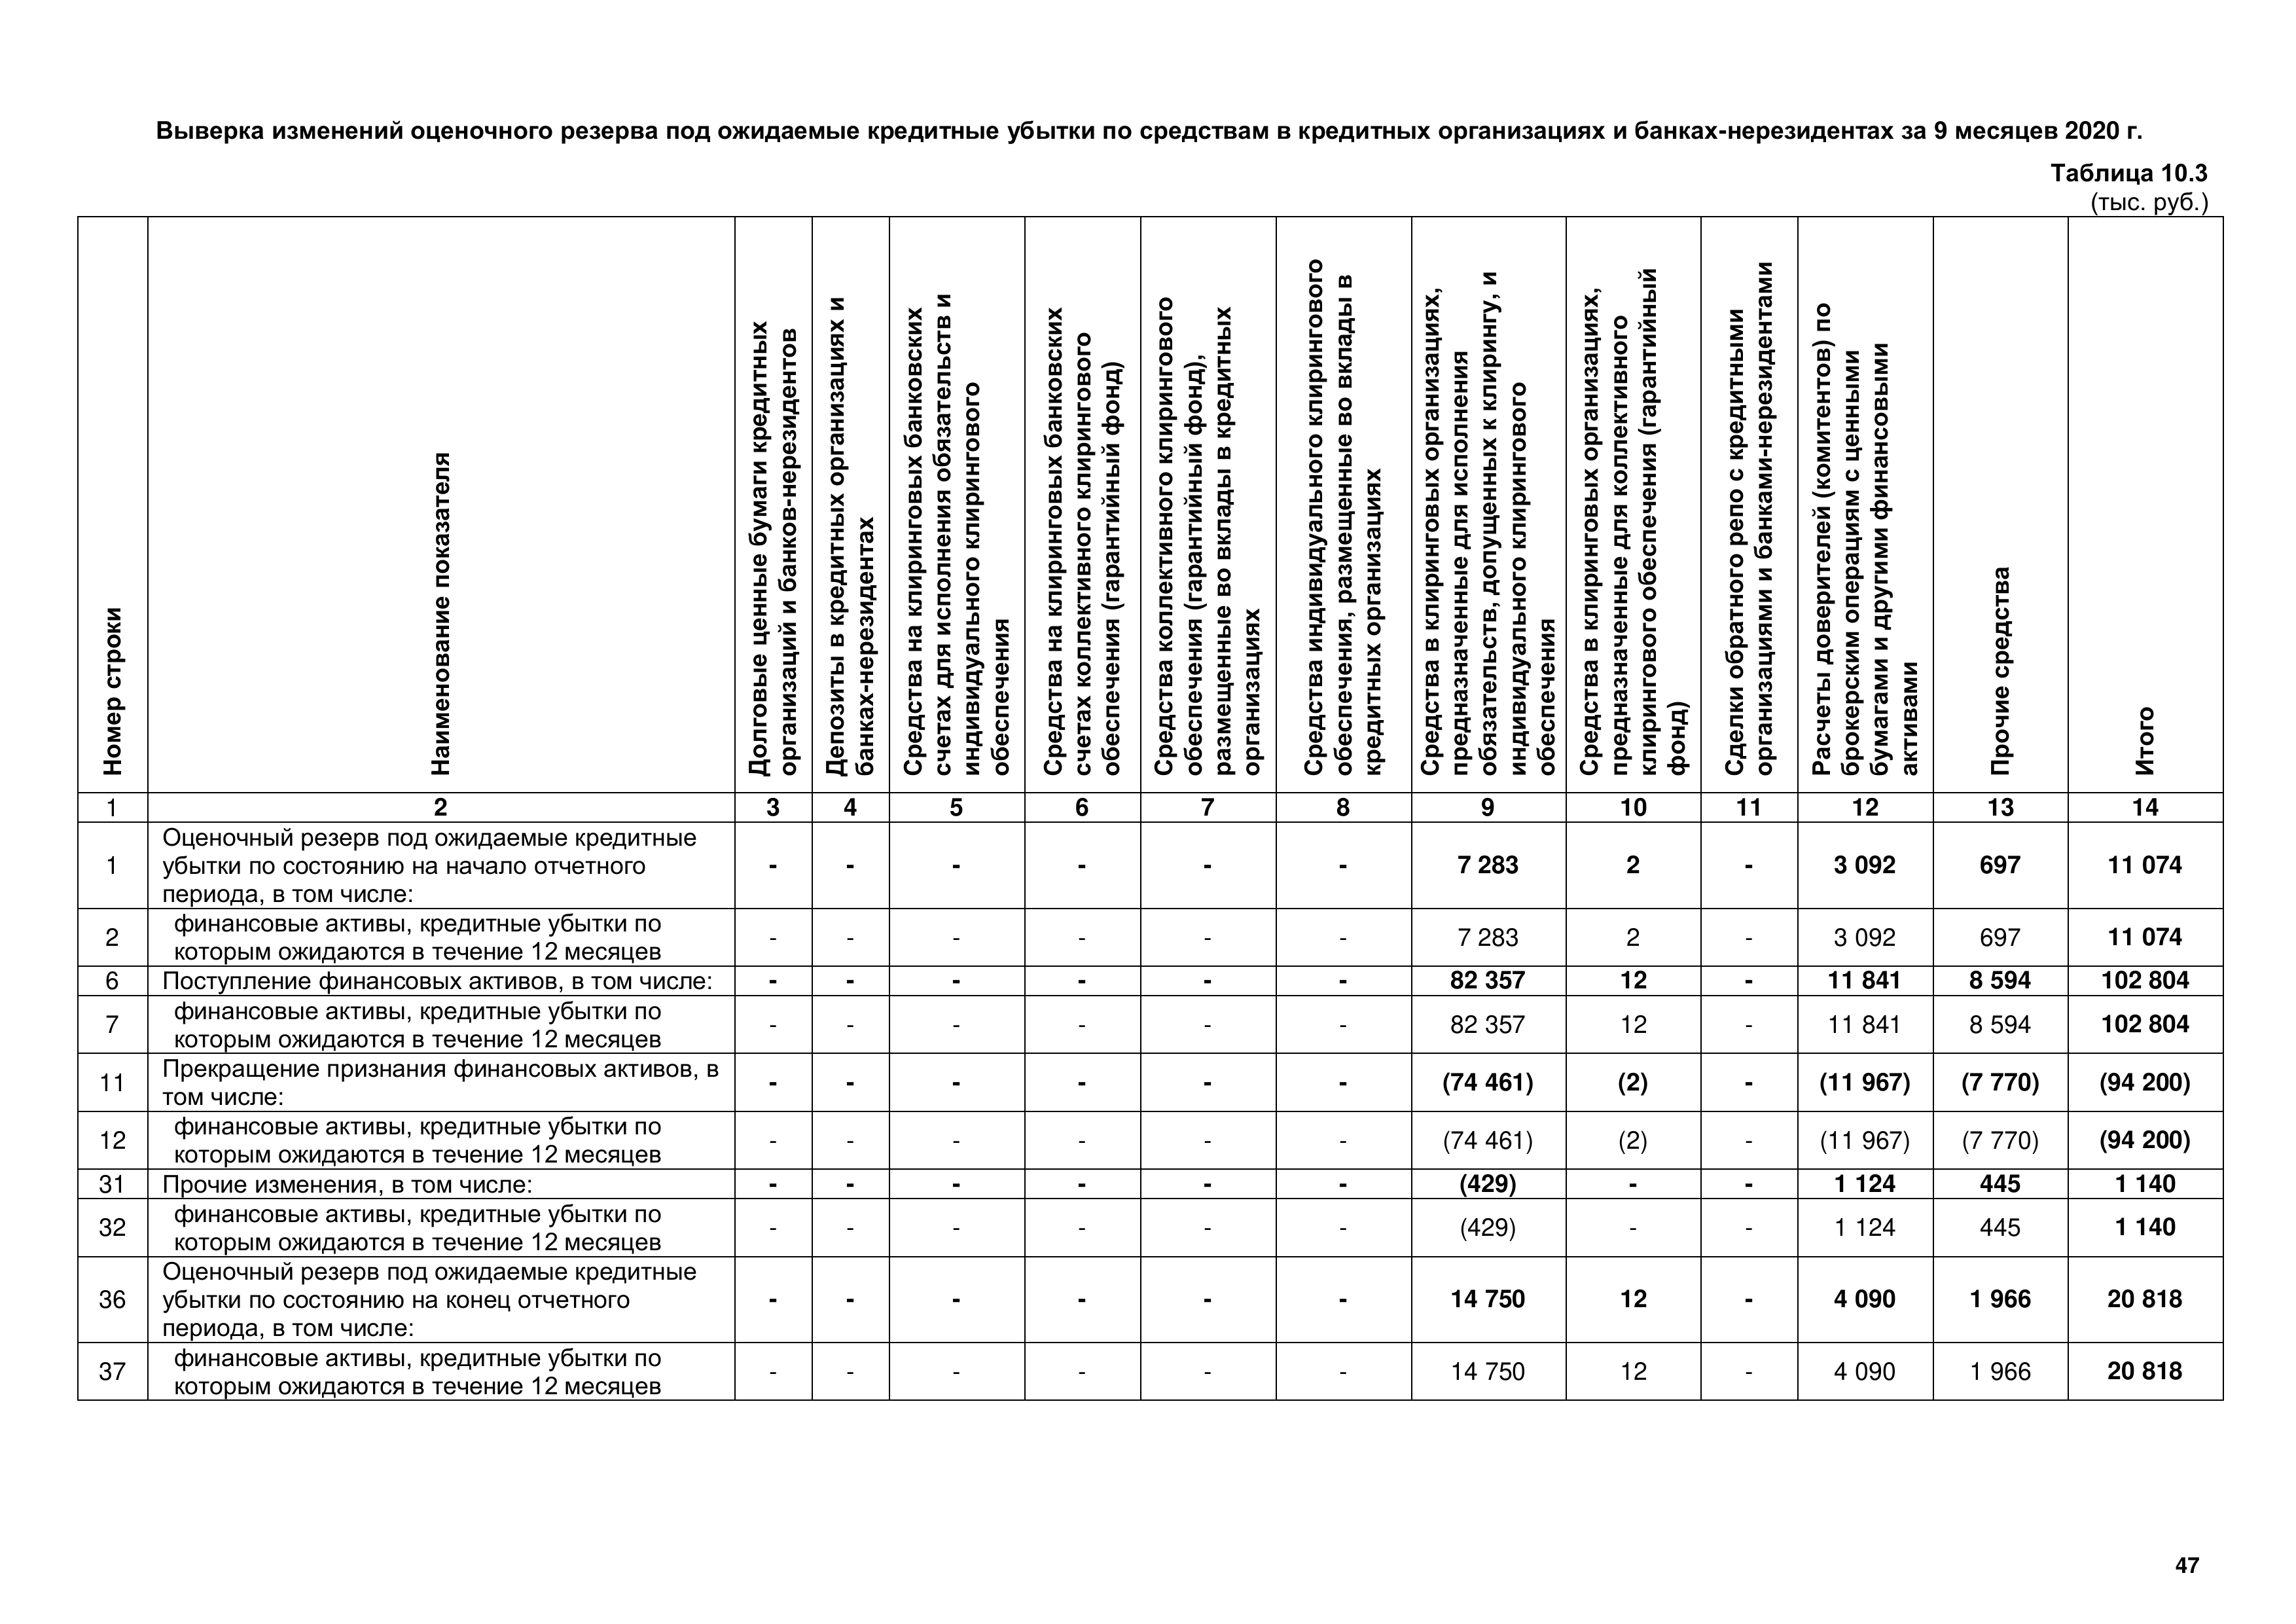 Выверка изменений оценочного резерва под ожидаемые кредитные убытки по средствам в кредитных организациях и банках-нерезидентах за 9 месяцев 2020 г.
Таблица 10.3
(тыс. руб.)
Номер строки
Наименование показателя
Долговые ценные бумаги кредитных
организаций и банков-нерезидентов
Депозиты в кредитных организациях и
банках-нерезидентах
Средства на клиринговых банковских
счетах для исполнения обязательств и
индивидуального клирингового
обеспечения
Средства на клиринговых банковских
счетах коллективного клирингового
обеспечения (гарантийный фонд)
Средства коллективного клирингового
обеспечения (гарантийный фонд),
размещенные во вклады в кредитных
организациях
Средства индивидуального клирингового
обеспечения, размещенные во вклады в
кредитных организациях
Средства в клиринговых организациях,
предназначенные для исполнения
обязательств, допущенных к клирингу, и
индивидуального клирингового
обеспечения
Средства в клиринговых организациях,
предназначенные для коллективного
клирингового обеспечения (гарантийный
фонд)
Сделки обратного репо с кредитными
организациями и банками-нерезидентами
Расчеты доверителей (комитентов) по
брокерским операциям с ценными
бумагами и другими финансовыми
активами
Прочие средства
Итого
1 2 3 4 5 6 7 8 9 10 11 12 13 14
Оценочный резерв под ожидаемые кредитные
1 убытки по состоянию на начало отчетного - - - - - - 7 283 2 - 3 092 697 11 074
периода, в том числе:
финансовые активы, кредитные убытки по
2 которым ожидаются в течение 12 месяцев - - - - - - 7 283 2 - 3 092 697 11 074
6 Поступление финансовых активов, в том числе: - - - - - - 82 357 12 - 11 841 8 594 102 804
финансовые активы, кредитные убытки по
7 которым ожидаются в течение 12 месяцев - - - - - - 82 357 12 - 11 841 8 594 102 804
Прекращение признания финансовых активов, в
11 том числе: - - - - - - (74 461) (2) - (11 967) (7 770) (94 200)
финансовые активы, кредитные убытки по
12 которым ожидаются в течение 12 месяцев - - - - - - (74 461) (2) - (11 967) (7 770) (94 200)
31 Прочие изменения, в том числе: - - - - - - (429) - - 1 124 445 1 140
финансовые активы, кредитные убытки по
32 которым ожидаются в течение 12 месяцев - - - - - - (429) - - 1 124 445 1 140
Оценочный резерв под ожидаемые кредитные
36 убытки по состоянию на конец отчетного - - - - - - 14 750 12 - 4 090 1 966 20 818
периода, в том числе:
финансовые активы, кредитные убытки по
37 которым ожидаются в течение 12 месяцев - - - - - - 14 750 12 - 4 090 1 966 20 818
47